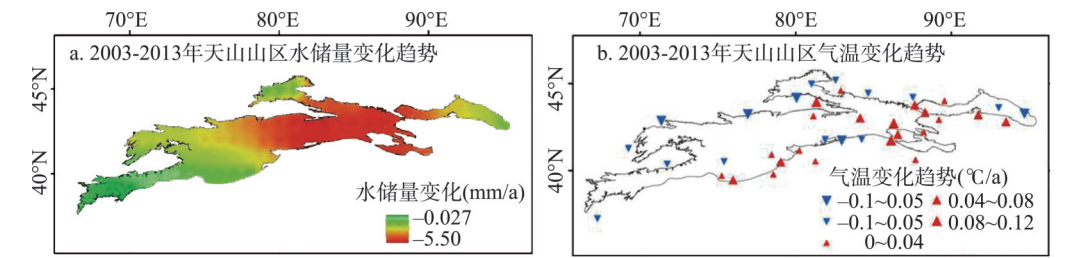 70°E 80°E 90°E
a. 2003-2013年天山山区水储量变化趋势
45°N
40°N
水储量变化(mm/a)
−0.027
−5.50
70°E 80°E 90°E
b. 2003-2013年天山山区气温变化趋势
45°N
40°N
气温变化趋势(℃/a)
−0.1~0.05 0.04~0.08
−0.1~0.05 0.08~0.12
0~0.04